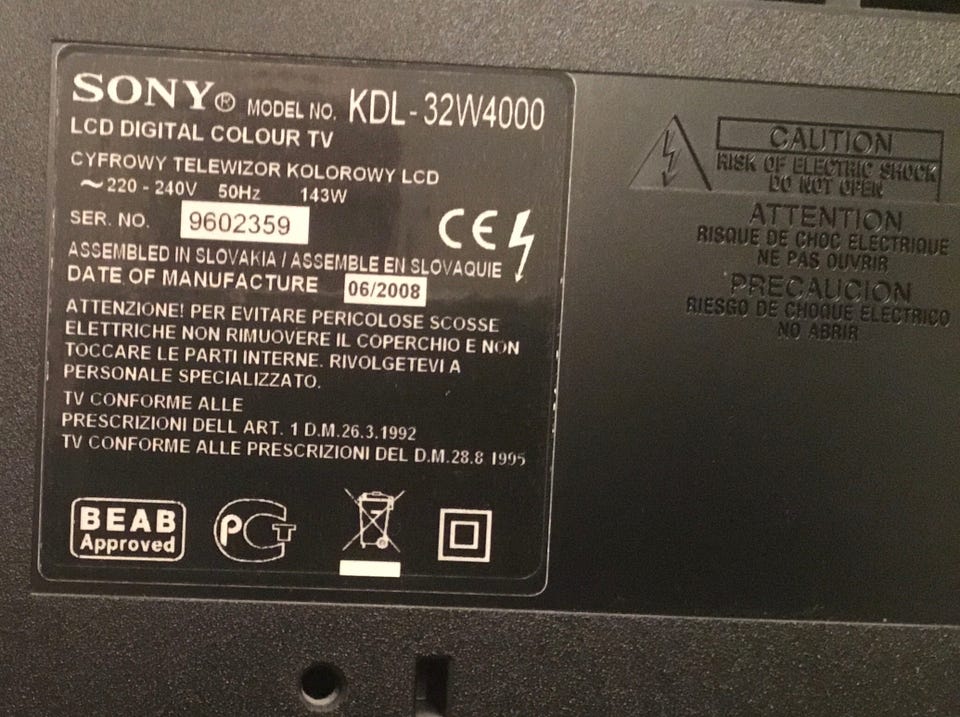 SONY® MODEL NO. KDL-32W4000
LCD DIGITAL COLOUR TV
CYFROWY TELEWIZOR KOLOROWY LCD
~220 - 240V 50Hz 143W
SER. NO. 9602359
CE
ASSEMBLED IN SLOVAKIA / ASSEMBLE EN SLOVAQUIE
DATE OF MANUFACTURE 06/2008
ATTENZIONE! PER EVITARE PERICOLOSE SCOSSE
ELETTRICHE NON RIMUOVERE IL COPERCHIO E NON
TOCCARE LE PARTI INTERNE. RIVOLGETEVI A
PERSONALE SPECIALIZZATO.
TV CONFORME ALLE
PRESCRIZIONI DELL ART. 1 D.M.26.3.1992
TV CONFORME ALLE PRESCRIZIONI DEL D.M.28.8 1995
BEAB
Approved
PCT
CAUTION
RISK OF ELECTRIC SHOCK
DO NOT OPEN
ATTENTION
RISQUE DE CHOC ELECTRIQUE
NE PAS OUVRIR
PRECAUCION
RIESGO DE CHOQUE ELECTRICO
NO ABRIR